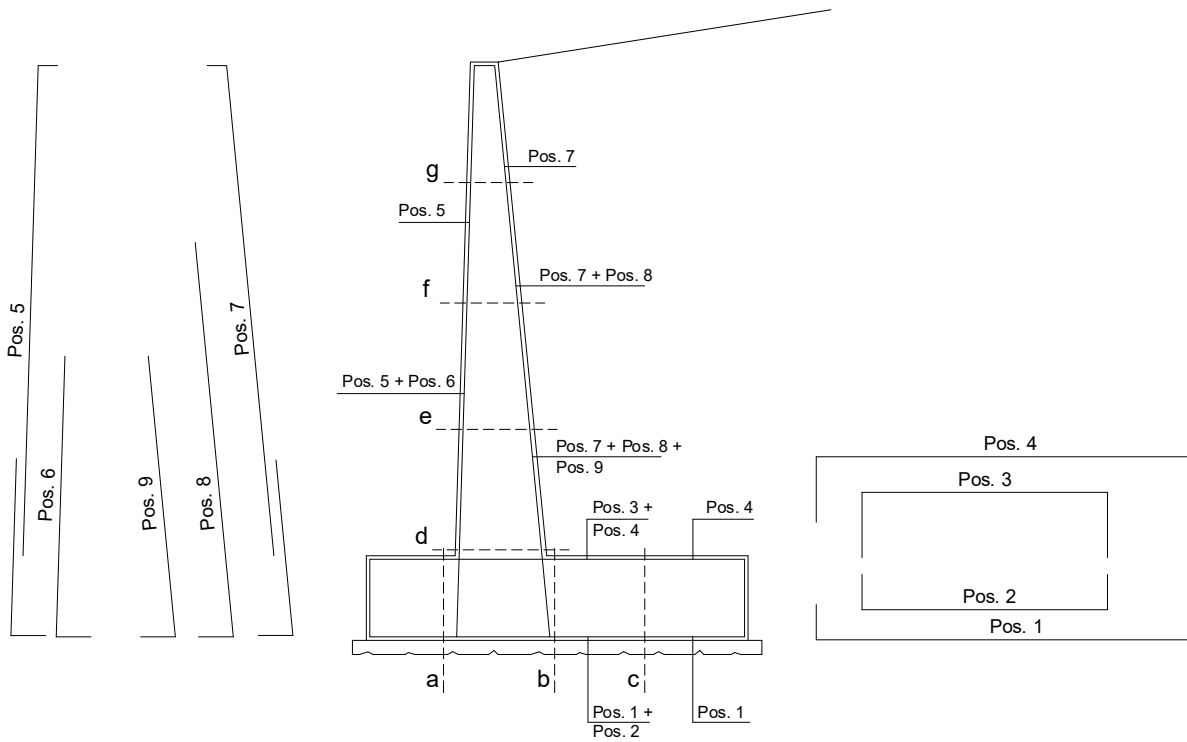 Pos. 5
Pos. 6
Pos. 9
Pos. 8
Pos. 7
g
Pos. 7
Pos. 5
f
Pos. 7 + Pos. 8
Pos. 5 + Pos. 6
e
Pos. 7 + Pos. 8 +
Pos. 9
d
Pos. 3 +
Pos. 4
Pos. 4
a
b
c
Pos. 1 +
Pos. 2
Pos. 1
Pos. 4
Pos. 3
Pos. 2
Pos. 1